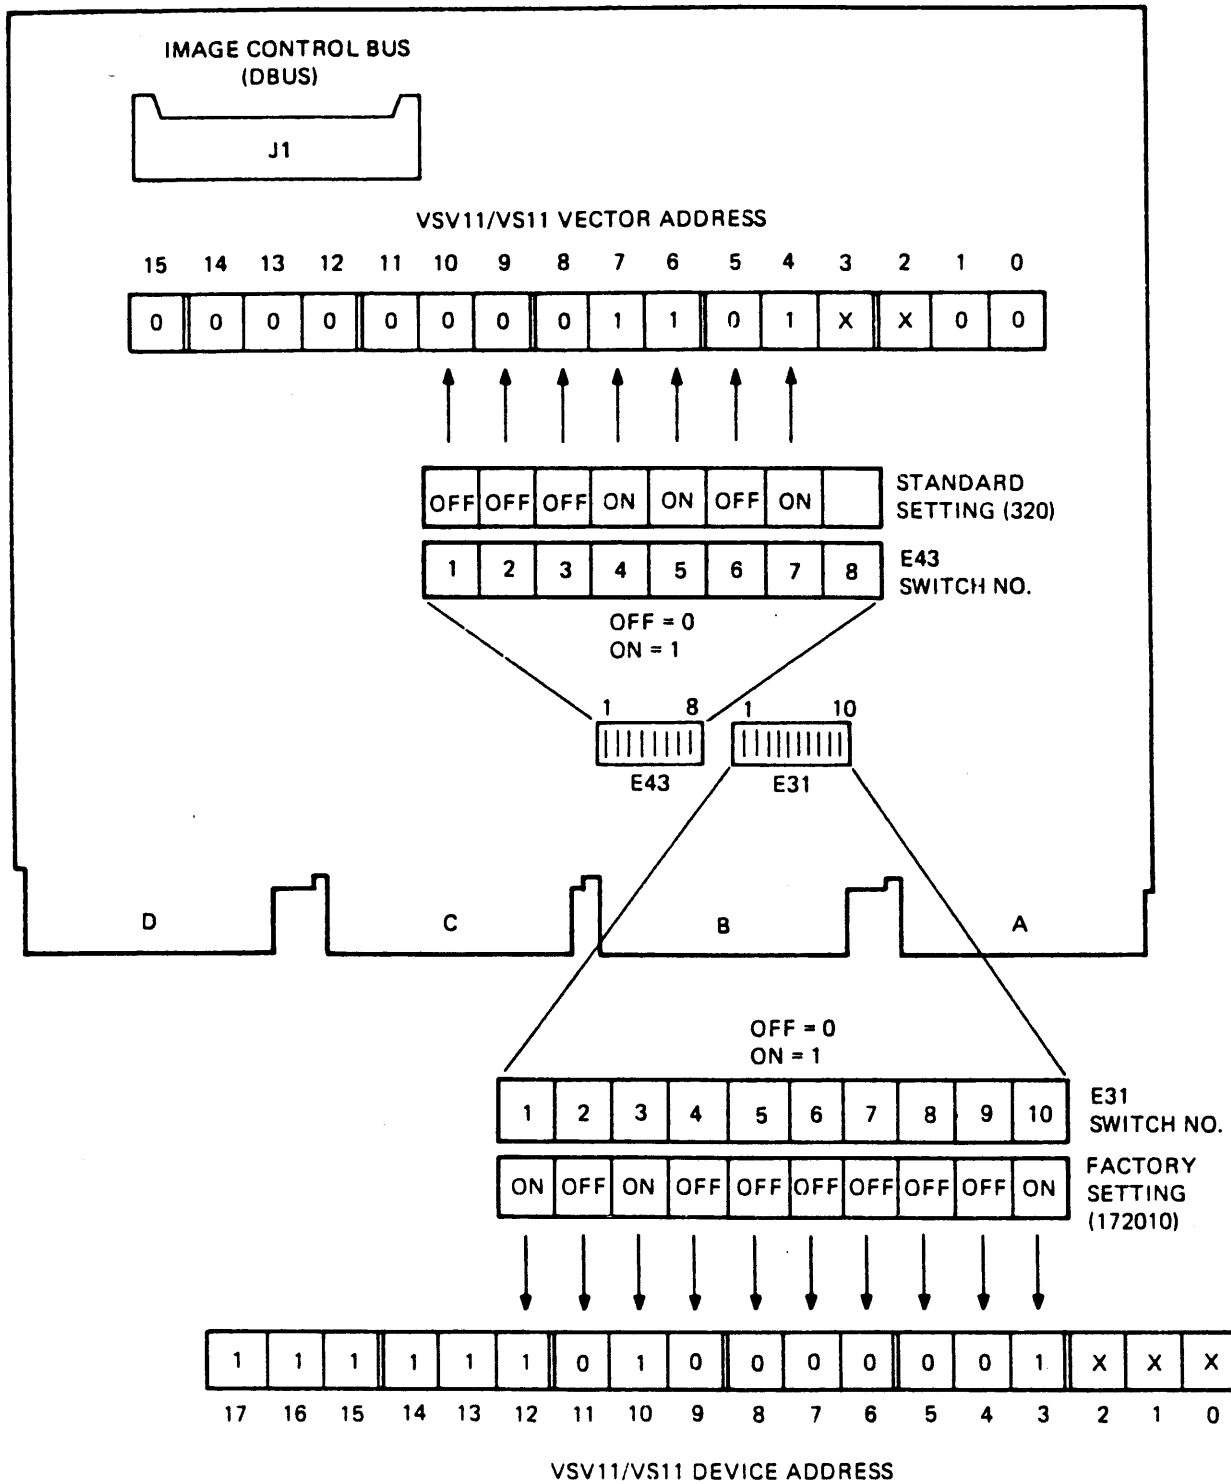 IMAGE CONTROL BUS
(DBUS)
J1
VSV11/VS11 VECTOR ADDRESS
15 14 13 12 11 10 9 8 7 6 5 4 3 2 1 0
0 0 0 0 0 0 0 0 1 1 0 1 X X 0 0
OFF OFF OFF ON ON OFF ON
STANDARD
SETTING (320)
1 2 3 4 5 6 7 8
E43
SWITCH NO.
OFF = 0
ON = 1
1 8
E43
1 10
E31
D C B A
OFF = 0
ON = 1
1 2 3 4 5 6 7 8 9 10
E31
SWITCH NO.
ON OFF ON OFF OFF OFF OFF OFF OFF ON
FACTORY
SETTING
(172010)
1 1 1 1 1 1 0 1 0 0 0 0 0 0 1 X X X
17 16 15 14 13 12 11 10 9 8 7 6 5 4 3 2 1 0
VSV11/VS11 DEVICE ADDRESS